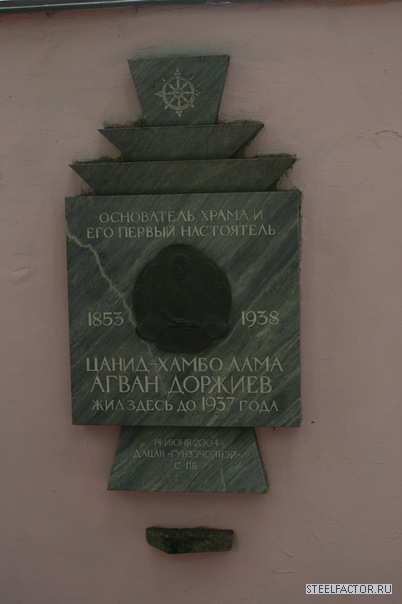 ОСНОВАТЕЛЬ ХРАМА И
ЕГО ПЕРВЫЙ НАСТОЯТЕЛЬ
1853 1938
ЦАНИД-ХАМБО ЛАМА
АГВАН ДОРЖИЕВ
ЖИЛ ЗДЕСЬ ДО 1937 ГОДА
14 ИЮНЯ 2004
ДАЦАН «ГУНЗЭЧОЙНЭЙ»
С-ПБ
STEELFACTOR.RU